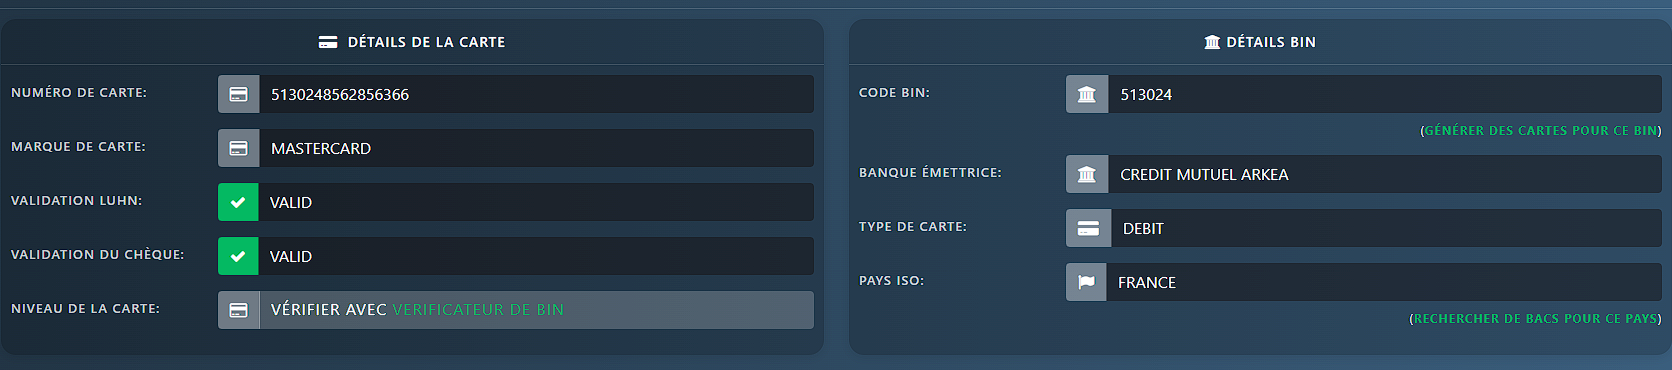 DÉTAILS DE LA CARTE
NUMÉRO DE CARTE: 5130248562856366
MARQUE DE CARTE: MASTERCARD
VALIDATION LUHN: VALID
VALIDATION DU CHÈQUE: VALID
NIVEAU DE LA CARTE: VÉRIFIER AVEC VERIFICATEUR DE BIN
DÉTAILS BIN
CODE BIN: 513024
(GÉNÉRER DES CARTES POUR CE BIN)
BANQUE ÉMETTRICE: CREDIT MUTUEL ARKEA
TYPE DE CARTE: DEBIT
PAYS ISO: FRANCE
(RECHERCHER DE BACS POUR CE PAYS)